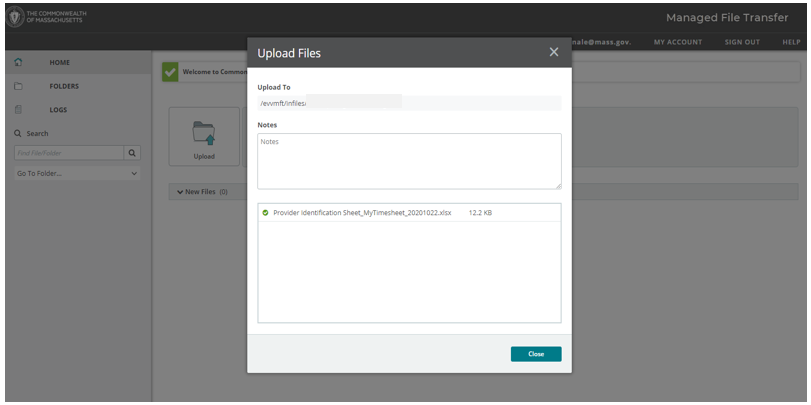 THE COMMONWEALTH
OF MASSACHUSETTS
Managed File Transfer
nale@mass.gov.
MY ACCOUNT
SIGN OUT
HELP
HOME
FOLDERS
LOGS
Search
Find File/Folder
Go To Folder...
Welcome to Common
Upload
New Files (0)
Upload Files
Upload To
/evvmft/infiles/
Notes
Notes
Provider Identification Sheet_MyTimesheet_20201022.xlsx 12.2 KB
Close